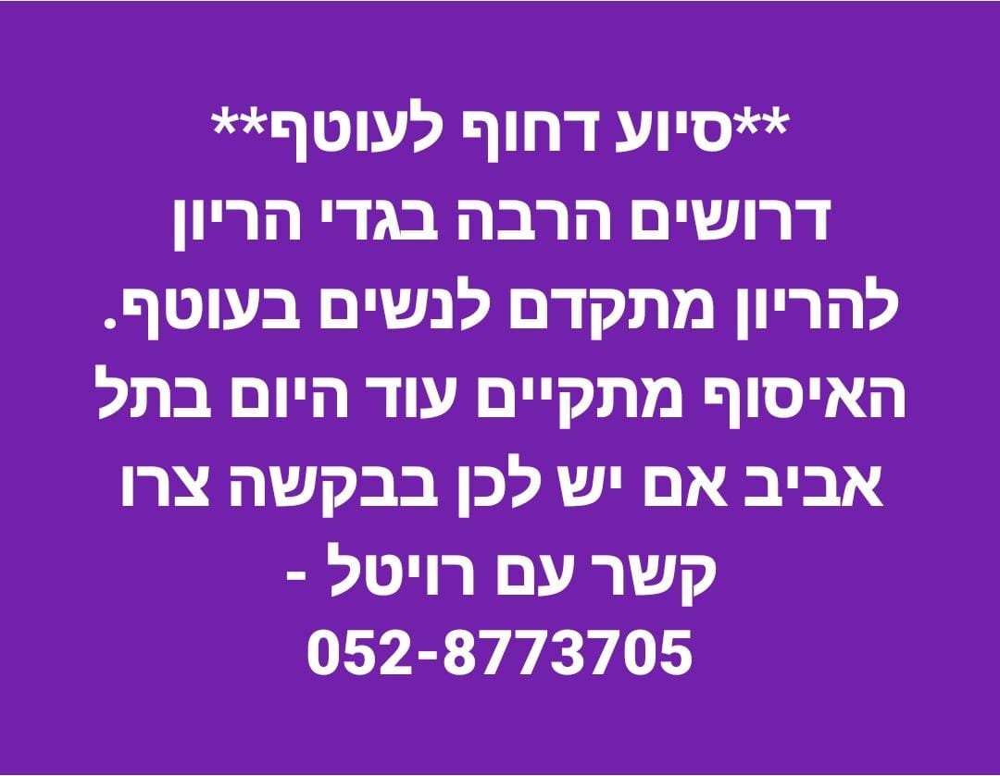 **סיוע דחוף לעוטף**
דרושים הרבה בגדי הריון
להריון מתקדם לנשים בעוטף.
האיסוף מתקיים עוד היום בתל
אביב אם יש לכן בבקשה צרו
קשר עם רויטל -
052-8773705